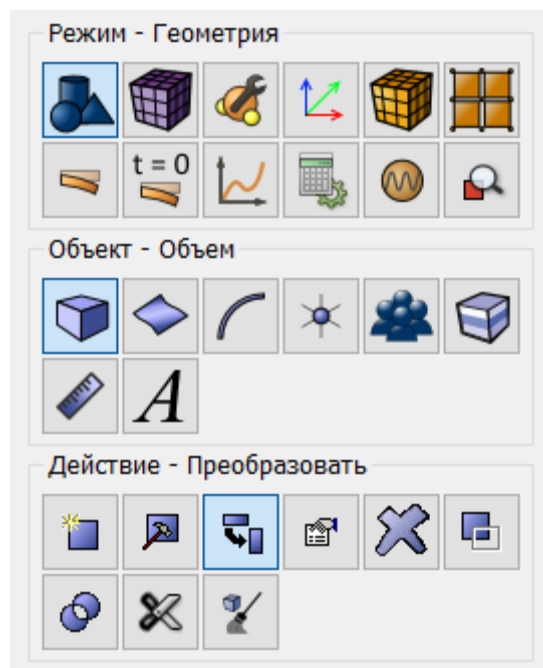 Режим - Геометрия
t = 0
Объект - Объем
A
Действие - Преобразовать